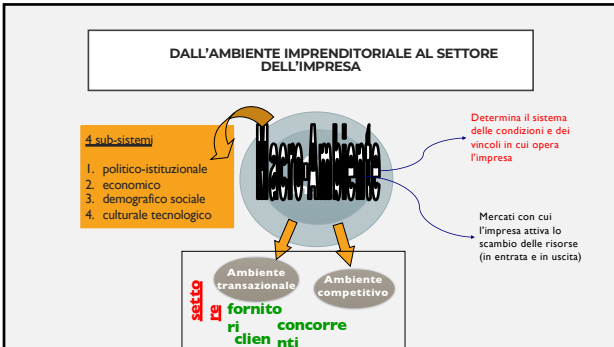 DALL'AMBIENTE IMPRENDITORIALE AL SETTORE
DELL'IMPRESA
4 sub-sistemi
1. politico-istituzionale
2. economico
3. demografico sociale
4. culturale tecnologico
Macro-Ambiente
Determina il sistema
delle condizioni e dei
vincoli in cui opera
l'impresa
Mercati con cui
l'impresa attiva lo
scambio delle risorse
(in entrata e in uscita)
Ambiente
transazionale
Ambiente
competitivo
setto
re
fornito
ri
clien
concorre
nti